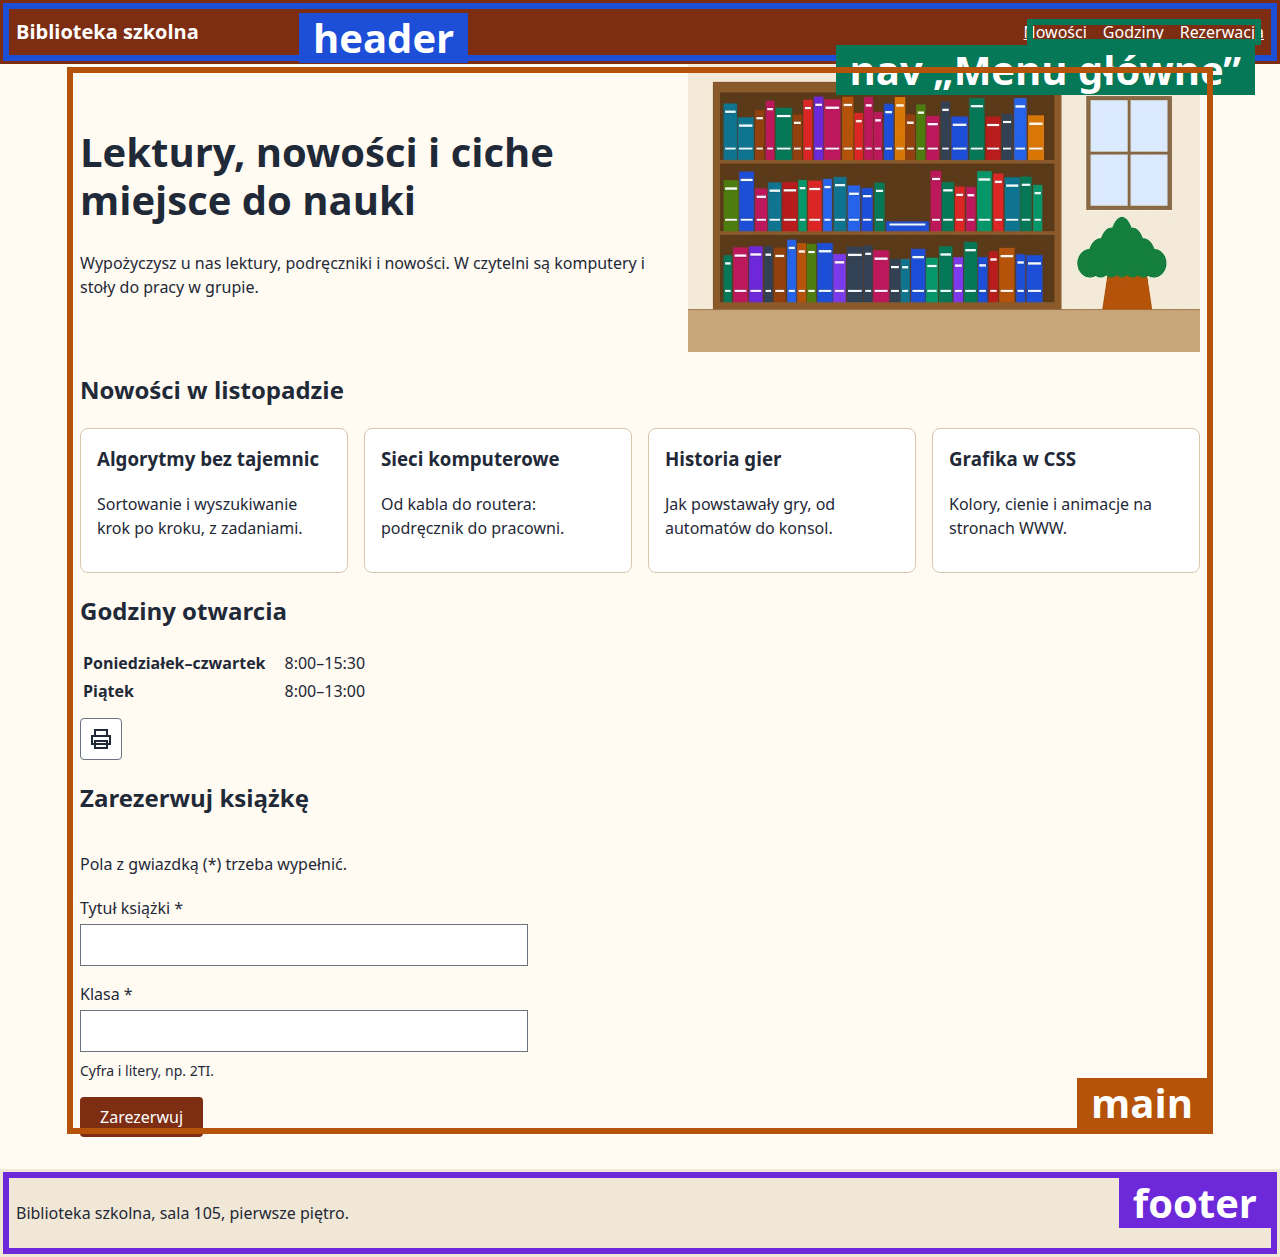 Biblioteka szkolna
header
Nowości Godziny Rezerwacja
nav „Menu główne”
Lektury, nowości i ciche
miejsce do nauki
Wypożyczysz u nas lektury, podręczniki i nowości. W czytelni są komputery i
stoły do pracy w grupie.
Nowości w listopadzie
Algorytmy bez tajemnic
Sortowanie i wyszukiwanie
krok po kroku, z zadaniami.
Sieci komputerowe
Od kabla do routera:
podręcznik do pracowni.
Historia gier
Jak powstawały gry, od
automatów do konsol.
Grafika w CSS
Kolory, cienie i animacje na
stronach WWW.
Godziny otwarcia
Poniedziałek–czwartek 8:00–15:30
Piątek 8:00–13:00
Zarezerwuj książkę
Pola z gwiazdką (*) trzeba wypełnić.
Tytuł książki *
Klasa *
Cyfra i litery, np. 2TI.
Zarezerwuj
main
footer
Biblioteka szkolna, sala 105, pierwsze piętro.